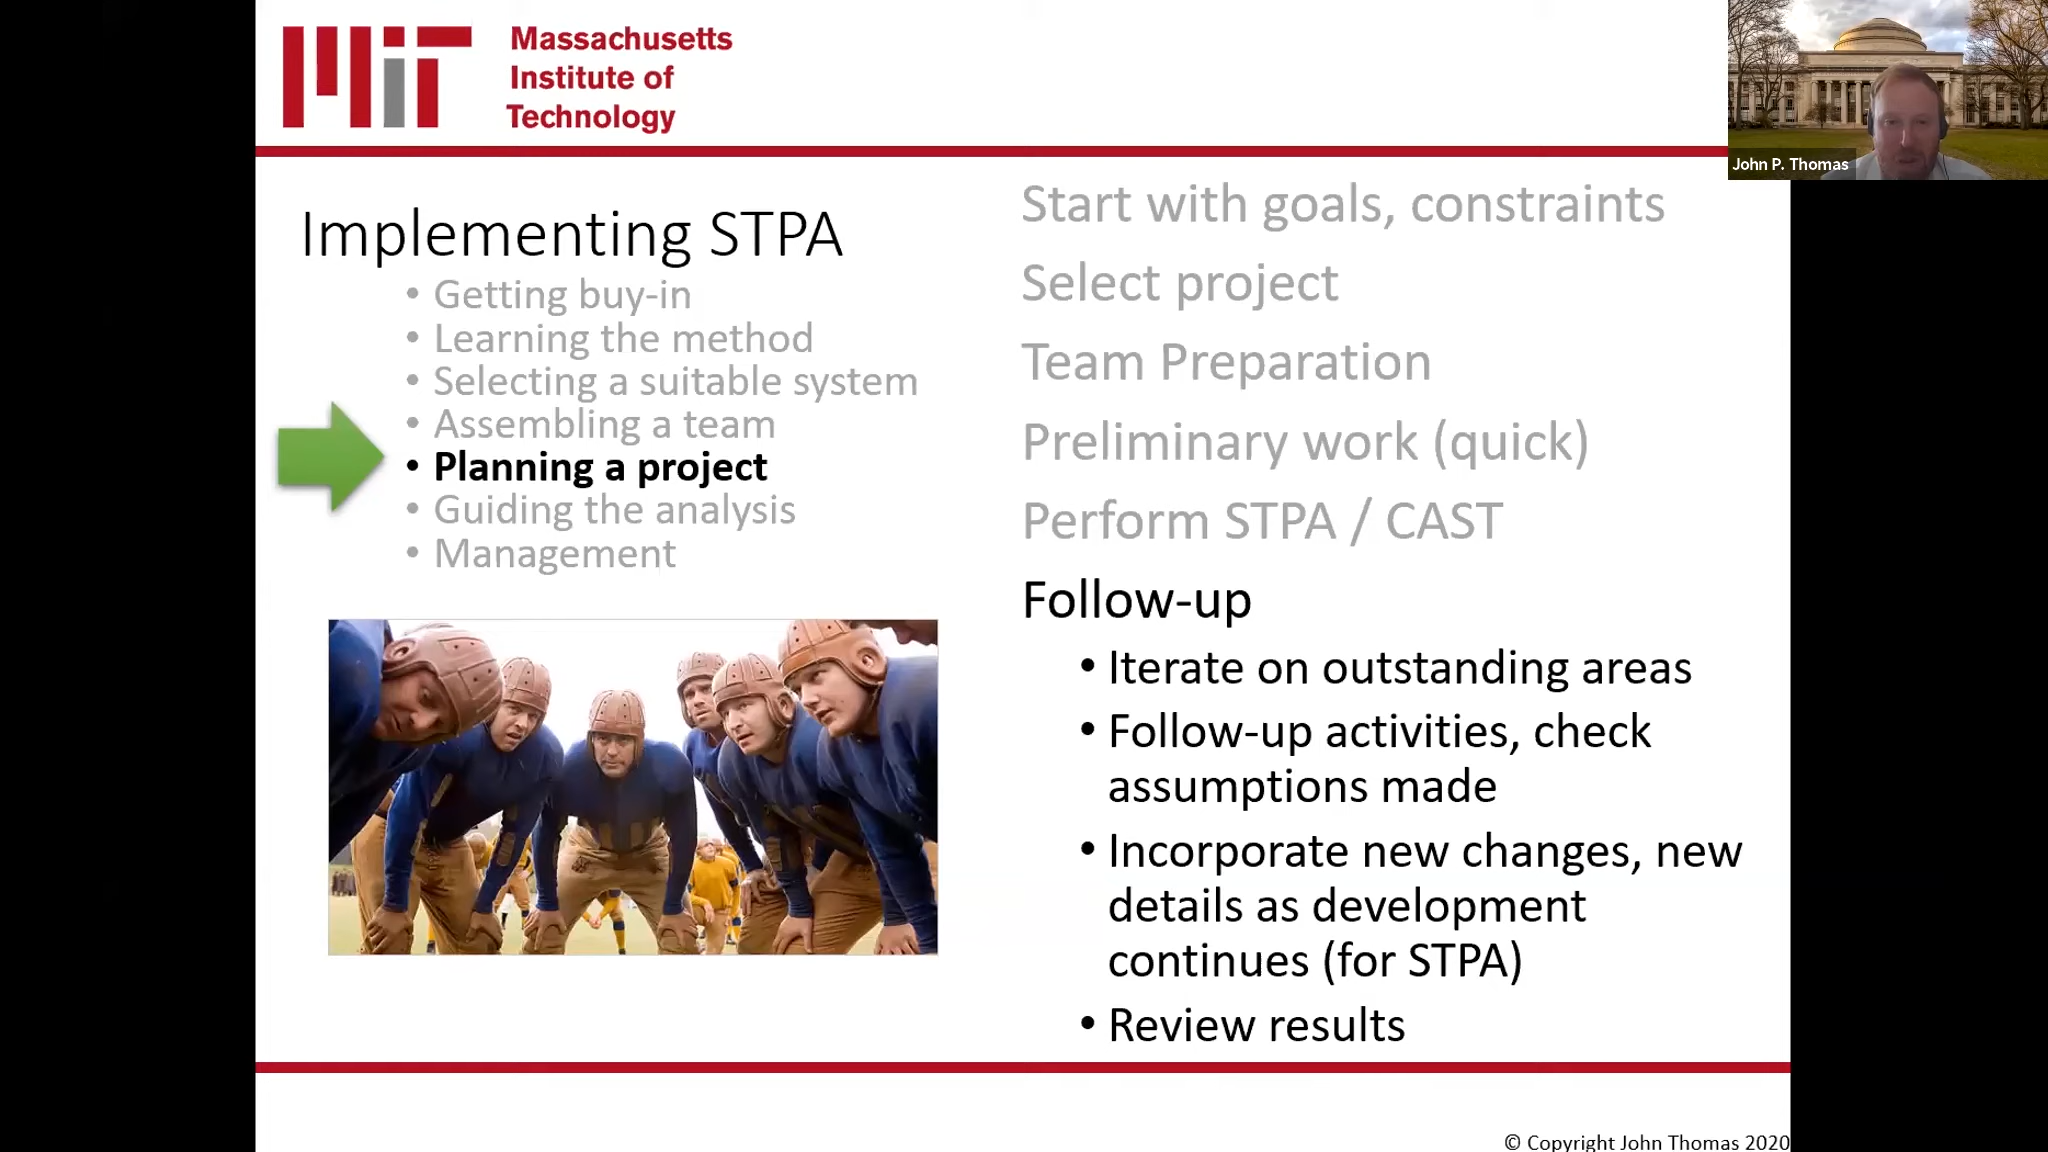 Massachusetts
Institute of
Technology
John P. Thomas
Implementing STPA
• Getting buy-in
• Learning the method
• Selecting a suitable system
• Assembling a team
• Planning a project
• Guiding the analysis
• Management
Start with goals, constraints
Select project
Team Preparation
Preliminary work (quick)
Perform STPA / CAST
Follow-up
• Iterate on outstanding areas
• Follow-up activities, check
assumptions made
• Incorporate new changes, new
details as development
continues (for STPA)
• Review results
© Copyright John Thomas 2020